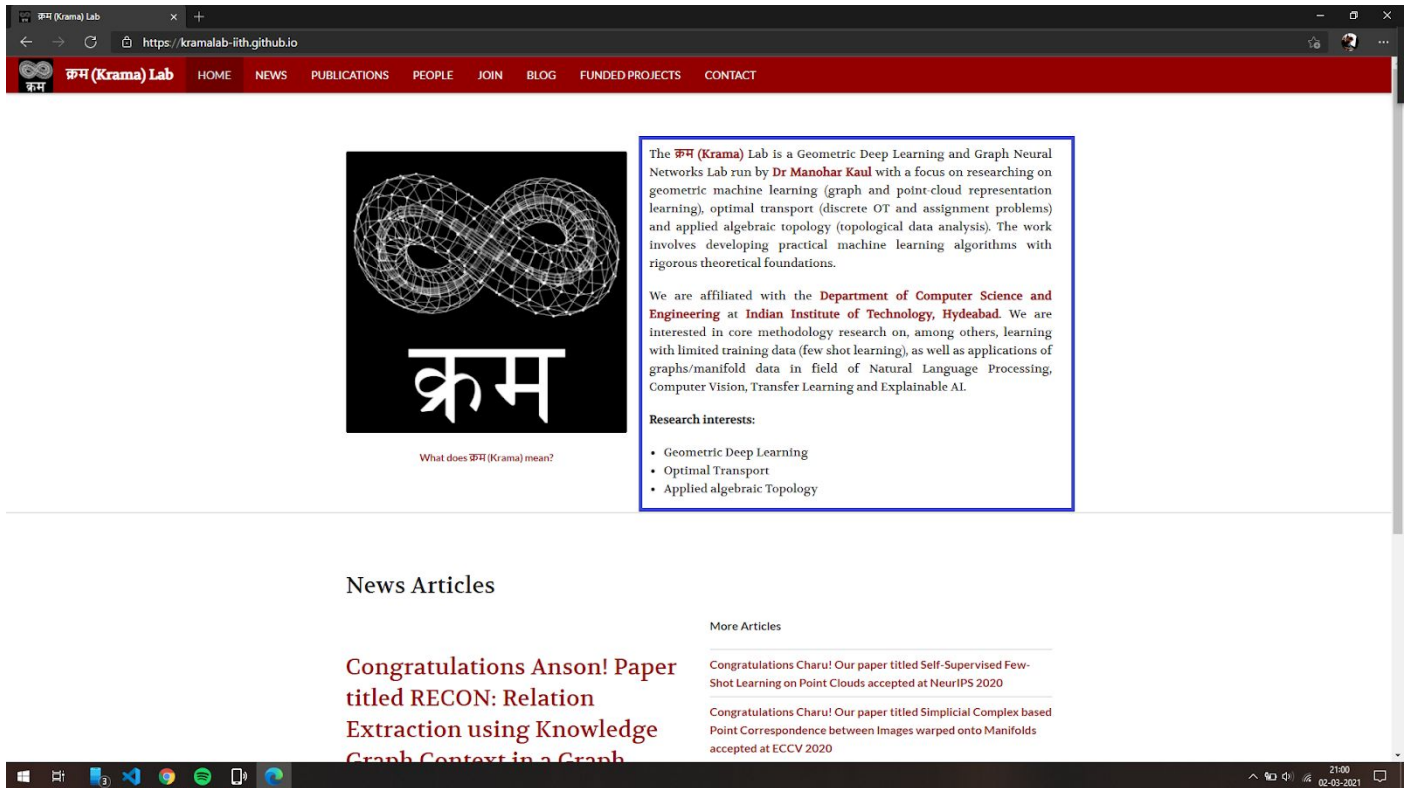 क्रम (Krama) Lab
https://kramalab-iith.github.io
क्रम
क्रम (Krama) Lab
HOME
NEWS
PUBLICATIONS
PEOPLE
JOIN
BLOG
FUNDED PROJECTS
CONTACT
क्रम
What does क्रम (Krama) mean?
The क्रम (Krama) Lab is a Geometric Deep Learning and Graph Neural
Networks Lab run by Dr Manohar Kaul with a focus on researching on
geometric machine learning (graph and point-cloud representation
learning), optimal transport (discrete OT and assignment problems)
and applied algebraic topology (topological data analysis). The work
involves developing practical machine learning algorithms with
rigorous theoretical foundations.
We are affiliated with the Department of Computer Science and
Engineering at Indian Institute of Technology, Hydeabad. We are
interested in core methodology research on, among others, learning
with limited training data (few shot learning), as well as applications of
graphs/manifold data in field of Natural Language Processing,
Computer Vision, Transfer Learning and Explainable AI.
Research interests:
• Geometric Deep Learning
• Optimal Transport
• Applied algebraic Topology
News Articles
Congratulations Anson! Paper
titled RECON: Relation
Extraction using Knowledge
Graph Context in a Graph
More Articles
Congratulations Charu! Our paper titled Self-Supervised Few-
Shot Learning on Point Clouds accepted at NeurIPS 2020
Congratulations Charu! Our paper titled Simplicial Complex based
Point Correspondence between Images warped onto Manifolds
accepted at ECCV 2020
3
21:00
02-03-2021